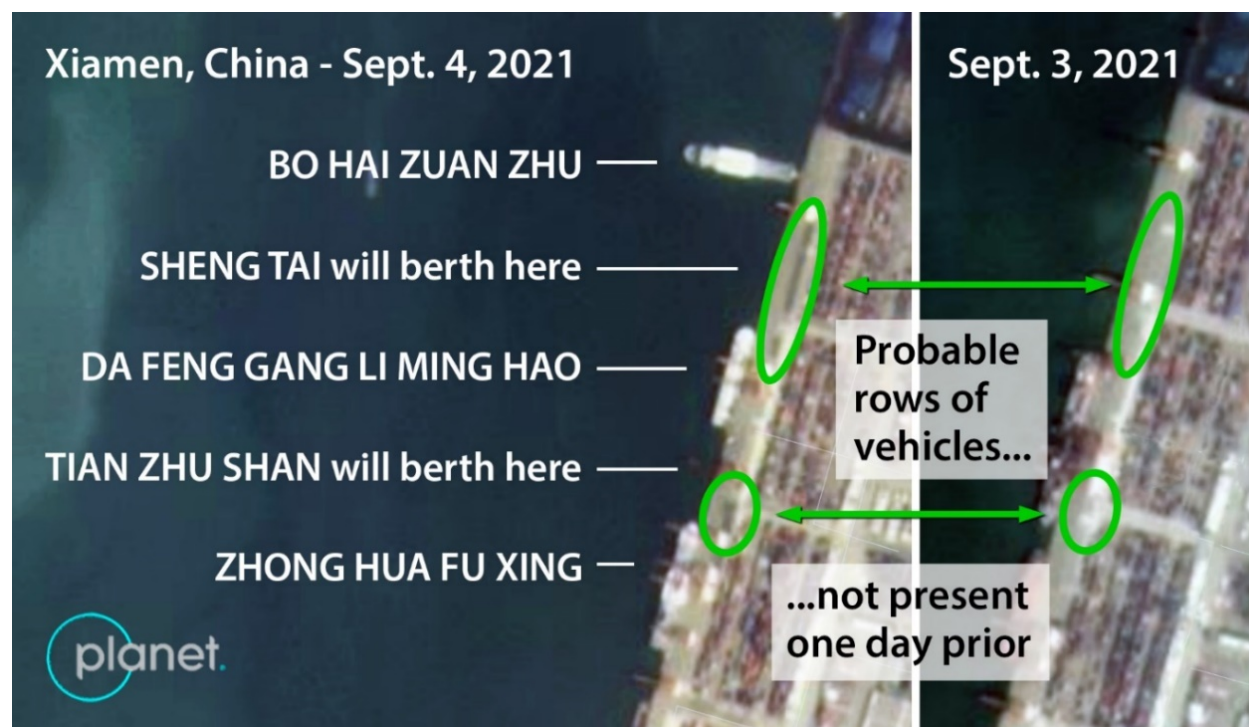 Xiamen, China - Sept. 4, 2021
Sept. 3, 2021
BO HAI ZUAN ZHU
SHENG TAI will berth here
DA FENG GANG LI MING HAO
TIAN ZHU SHAN will berth here
ZHONG HUA FU XING
Probable
rows of
vehicles...
...not present
one day prior
planet.